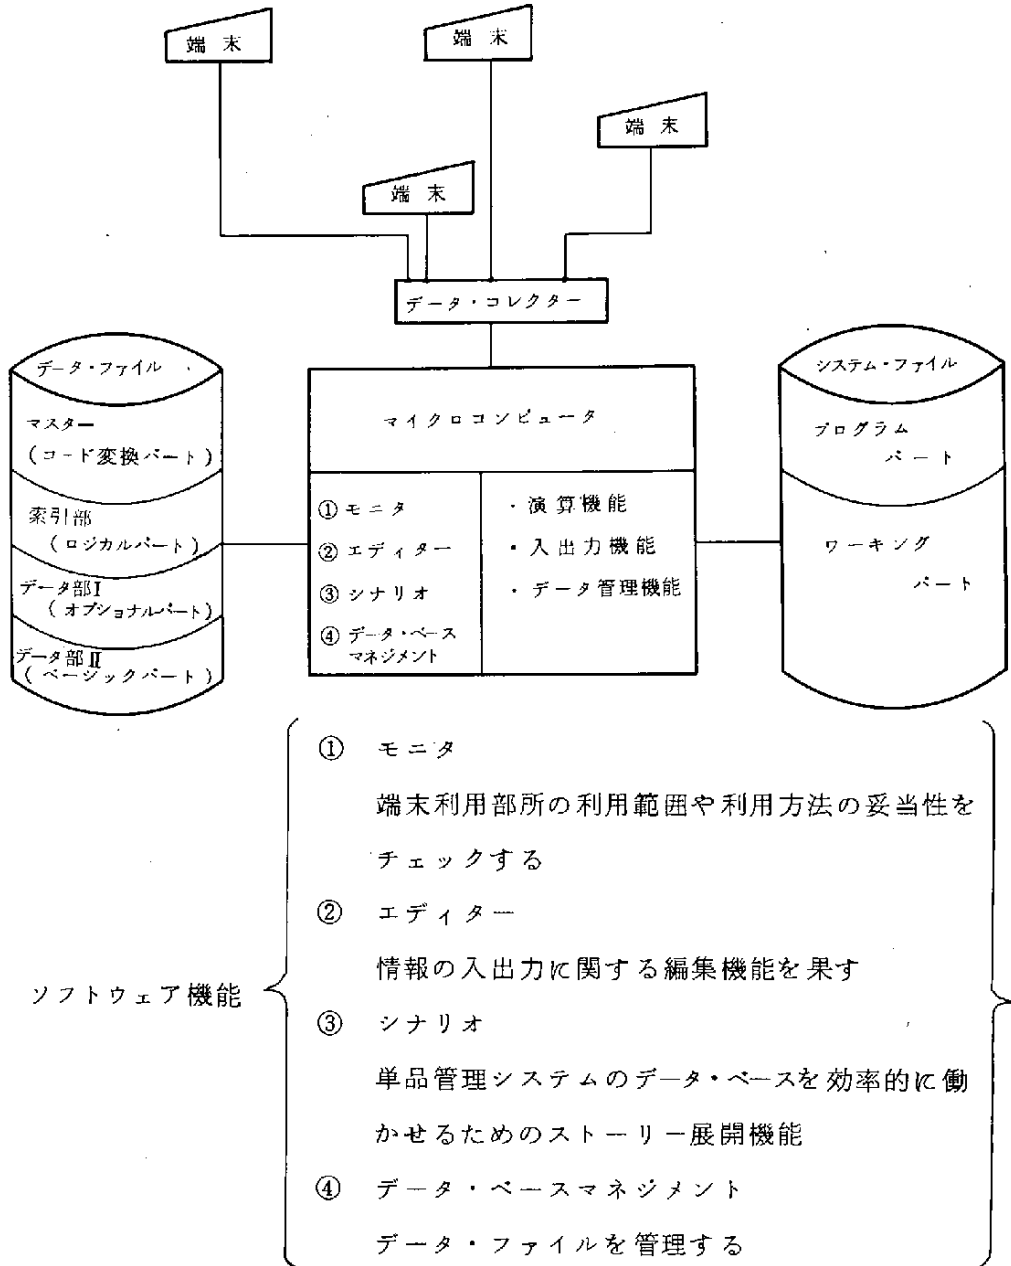 端末
端末
端末
端末
データ・コレクター
データ・ファイル
マスター
(コード変換パート)
索引部
(ロジカルパート)
データ部I
(オプショナルパート)
データ部II
(ベーシックパート)
マイクロコンピュータ
①モニタ
②エディター
③シナリオ
④データ・ベース
マネジメント
・演算機能
・入出力機能
・データ管理機能
システム・ファイル
プログラム
パート
ワーキング
パート
ソフトウェア機能
① モニタ
端末利用部所の利用範囲や利用方法の妥当性を
チェックする
② エディター
情報の入出力に関する編集機能を果す
③ シナリオ
単品管理システムのデータ・ベースを効率的に働
かせるためのストーリー展開機能
④ データ・ベースマネジメント
データ・ファイルを管理する